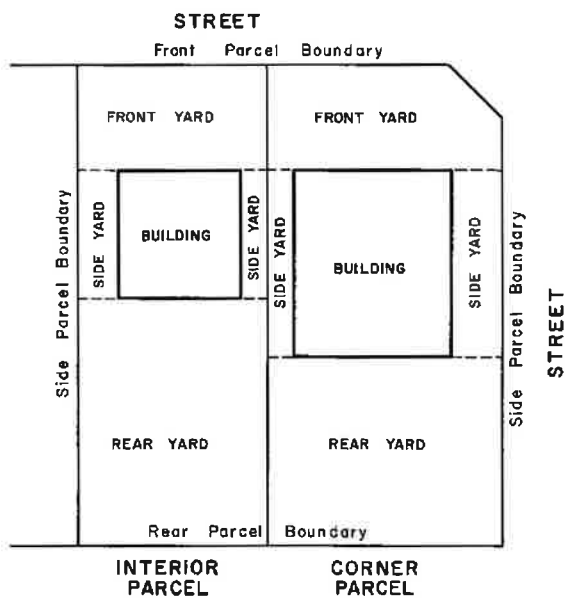 STREET
Front Parcel Boundary
FRONT YARD
FRONT YARD
Side Parcel Boundary
SIDE YARD
BUILDING
SIDE YARD
SIDE YARD
BUILDING
SIDE YARD
Side Parcel Boundary
STREET
REAR YARD
REAR YARD
Rear Parcel Boundary
INTERIOR
PARCEL
CORNER
PARCEL